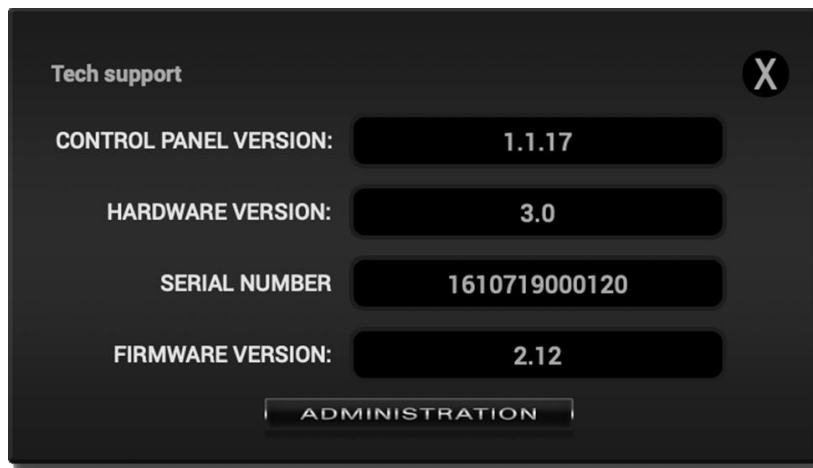 Tech support
X
CONTROL PANEL VERSION: 1.1.17
HARDWARE VERSION: 3.0
SERIAL NUMBER 1610719000120
FIRMWARE VERSION: 2.12
ADMINISTRATION